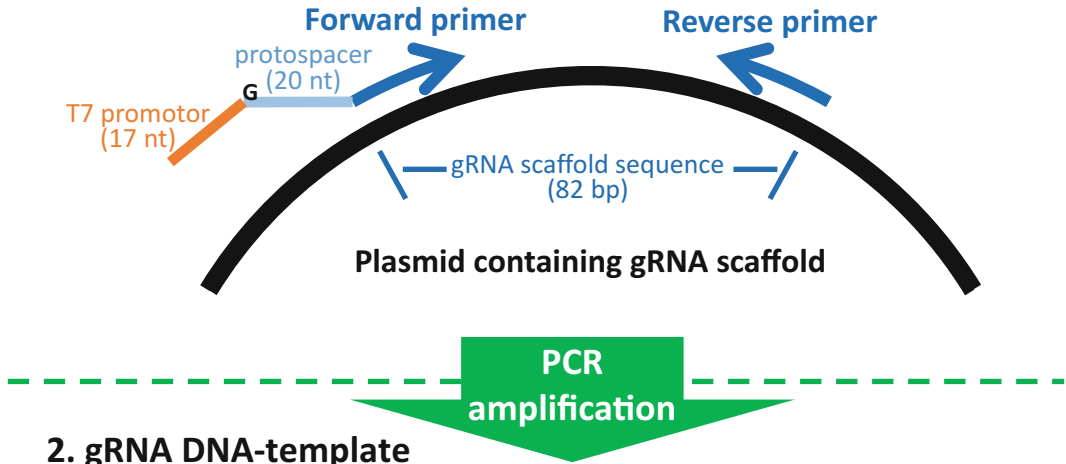 Forward primer
Reverse primer
protospacer
(20 nt)
G
T7 promotor
(17 nt)
gRNA scaffold sequence
(82 bp)
Plasmid containing gRNA scaffold
PCR
amplification
2. gRNA DNA-template